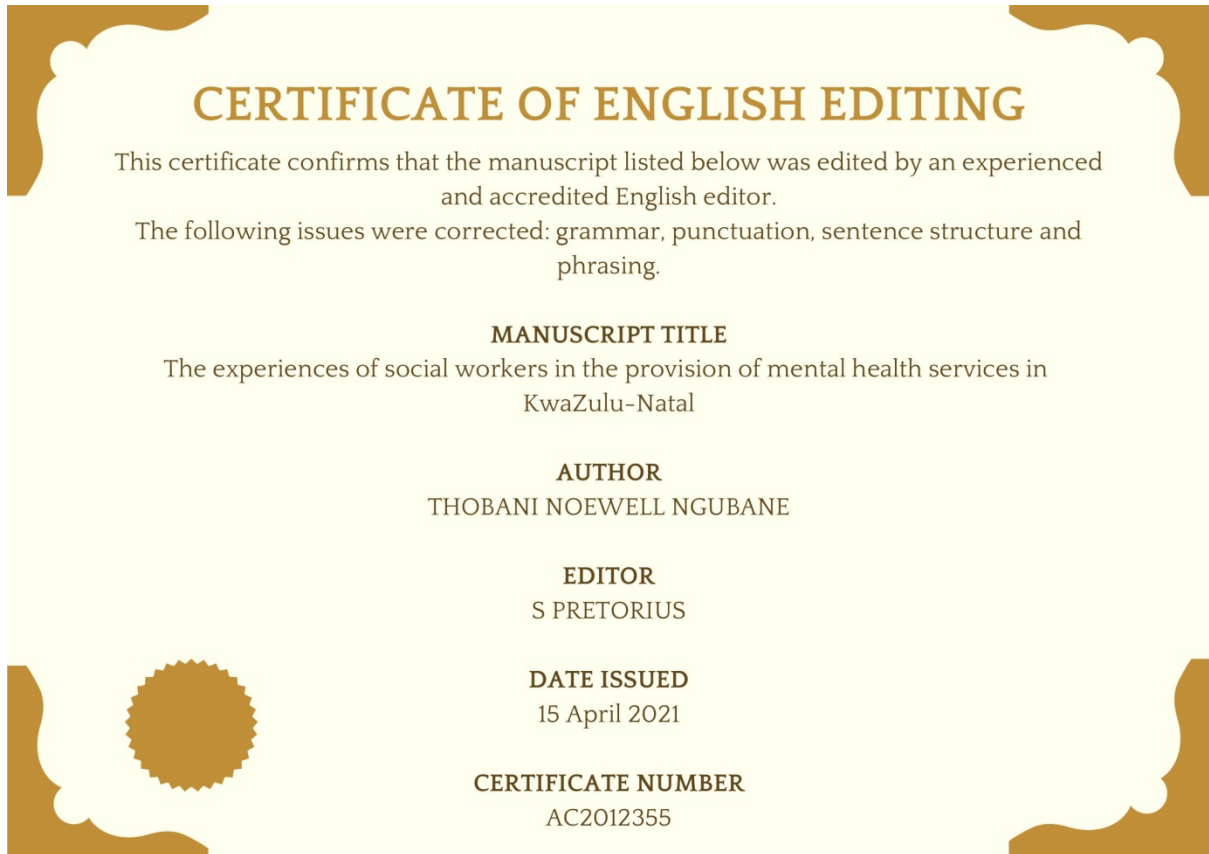 CERTIFICATE OF ENGLISH EDITING
This certificate confirms that the manuscript listed below was edited by an experienced
and accredited English editor.
The following issues were corrected: grammar, punctuation, sentence structure and
phrasing.
MANUSCRIPT TITLE
The experiences of social workers in the provision of mental health services in
KwaZulu-Natal
AUTHOR
THOBANI NOEWELL NGUBANE
EDITOR
S PRETORIUS
DATE ISSUED
15 April 2021
CERTIFICATE NUMBER
AC2012355